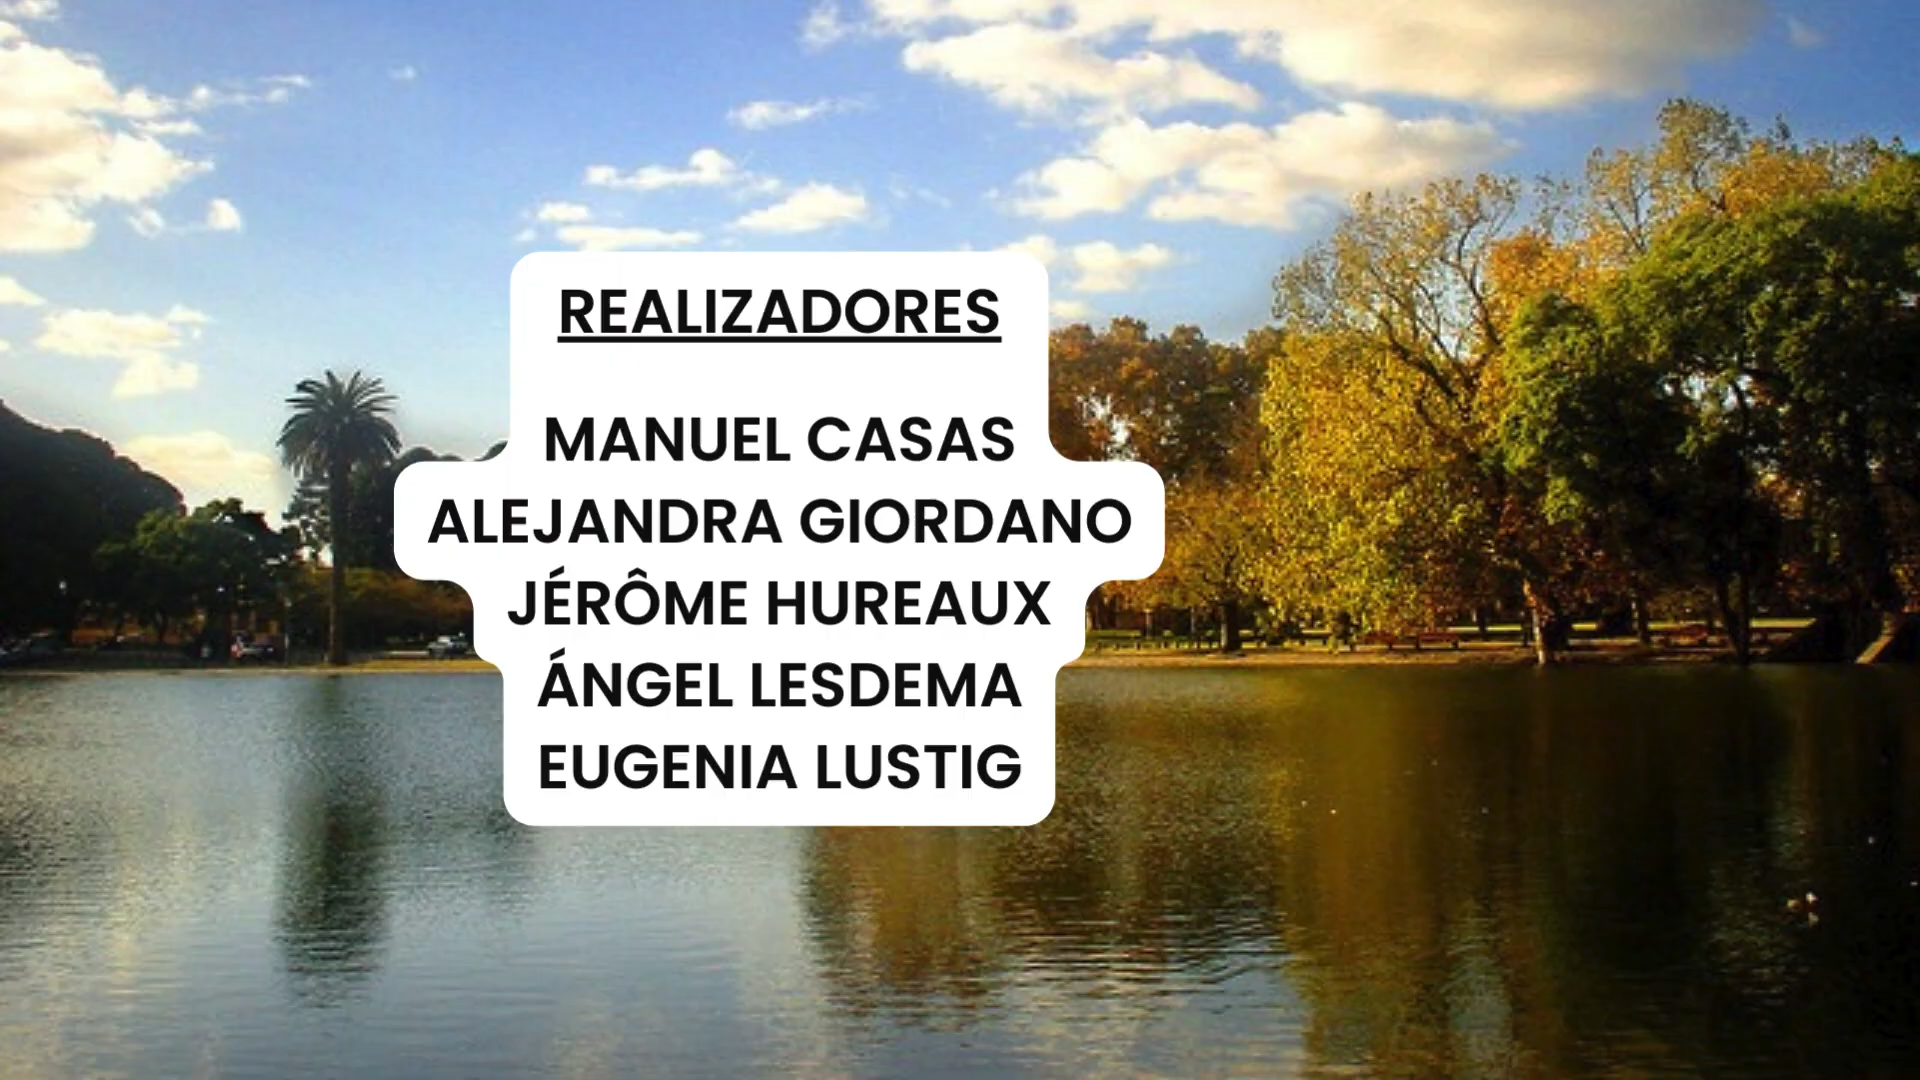 REALIZADORES
MANUEL CASAS
ALEJANDRA GIORDANO
JÉRÔME HUREAUX
ÁNGEL LESDEMA
EUGENIA LUSTIG